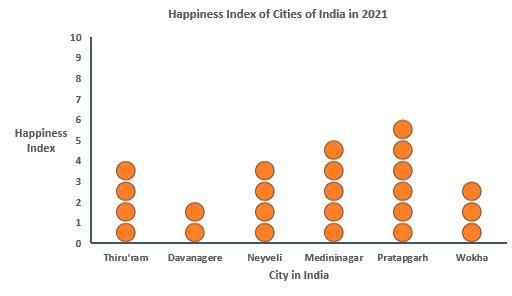 Happiness Index of Cities of India in 2021
10
9
8
7
6
5
4
3
2
1
0
Happiness
Index
Thiru'ram Davanagere Neyveli Medininagar Pratapgarh Wokha
City in India